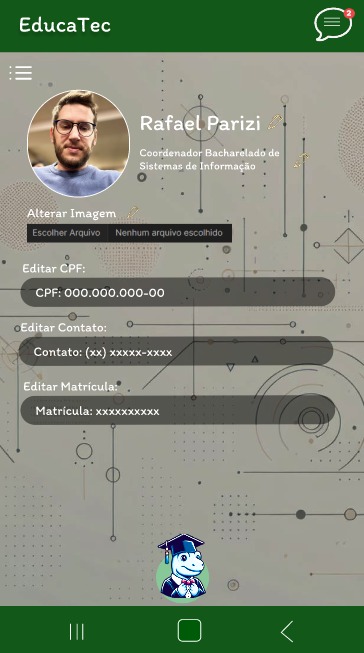 EducaTec
2
Rafael Parizi
Coordenador Bacharelado de
Sistemas de Informação
Alterar Imagem
Escolher Arquivo Nenhum arquivo escolhido
Editar CPF:
CPF: 000.000.000-00
Editar Contato:
Contato: (xx) xxxxx-xxxx
Editar Matrícula:
Matrícula: xxxxxxxxxx